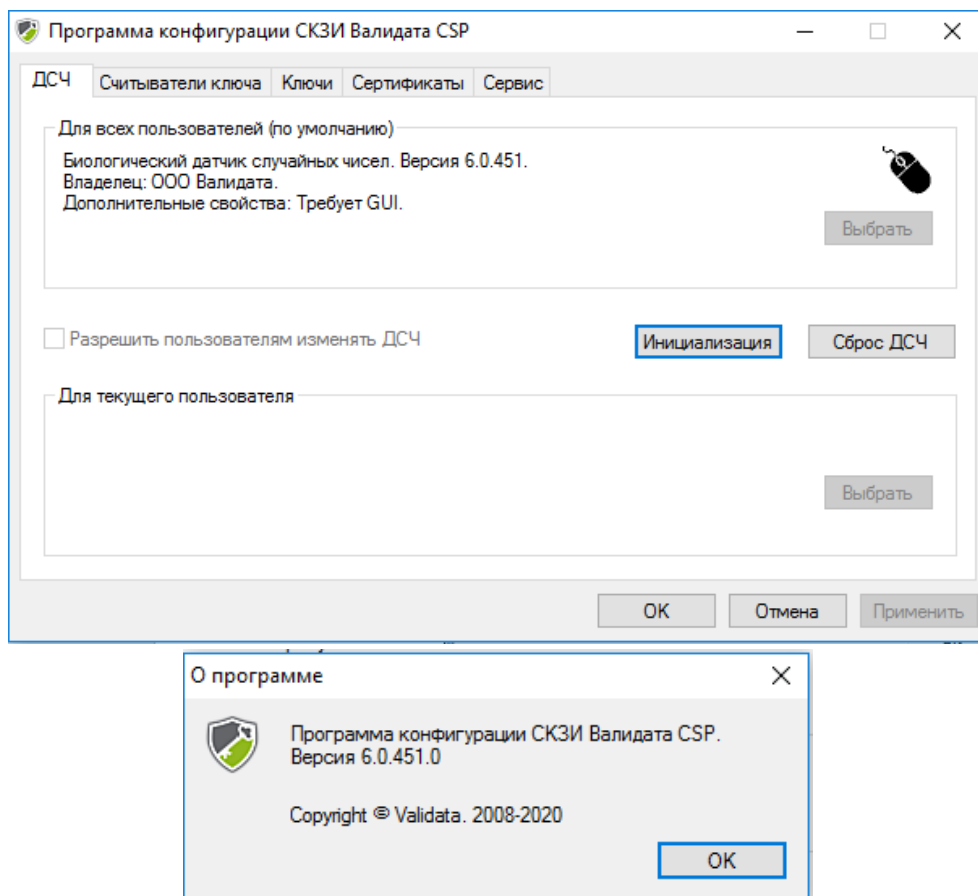 Программа конфигурации СКЗИ Валидата CSP
ДСЧ
Считыватели ключа
Ключи
Сертификаты
Сервис
Для всех пользователей (по умолчанию)
Биологический датчик случайных чисел. Версия 6.0.451.
Владелец: ООО Валидата.
Дополнительные свойства: Требует GUI.
Выбрать
Разрешить пользователям изменять ДСЧ
Инициализация
Сброс ДСЧ
Для текущего пользователя
Выбрать
OK
Отмена
Применить
О программе
Программа конфигурации СКЗИ Валидата CSP.
Версия 6.0.451.0
Copyright © Validata. 2008-2020
OK